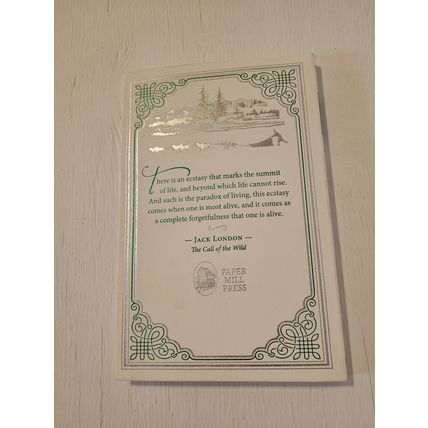 There is an ecstasy that marks the summit
of life, and beyond which life cannot rise.
And such is the paradox of living, this ecstasy
comes when one is most alive, and it comes as
a complete forgetfulness that one is alive.
— Jack London —
The Call of the Wild
PAPER
MILL
PRESS